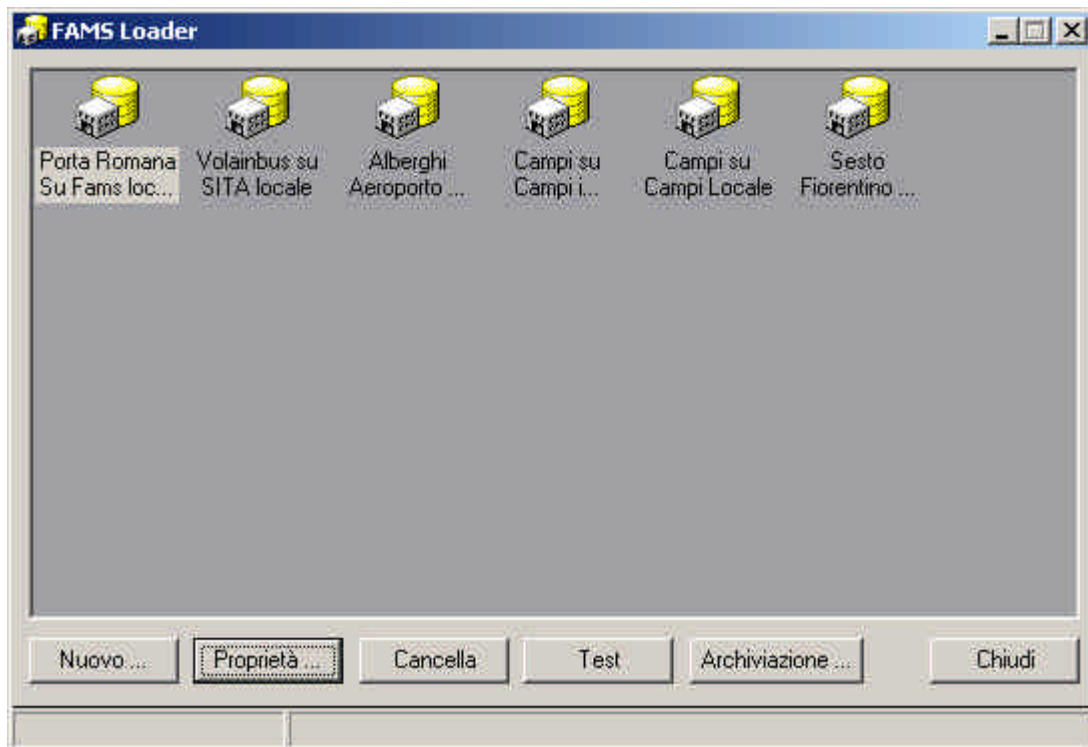 FAMS Loader
Porta Romana
Su Fams loc...
Volainbus su
SITA locale
Alberghi
Aeroporto ...
Campi su
Campi i...
Campi su
Campi Locale
Sesto
Fiorentino ...
Nuovo ...
Proprietà ...
Cancella
Test
Archiviazione ...
Chiudi